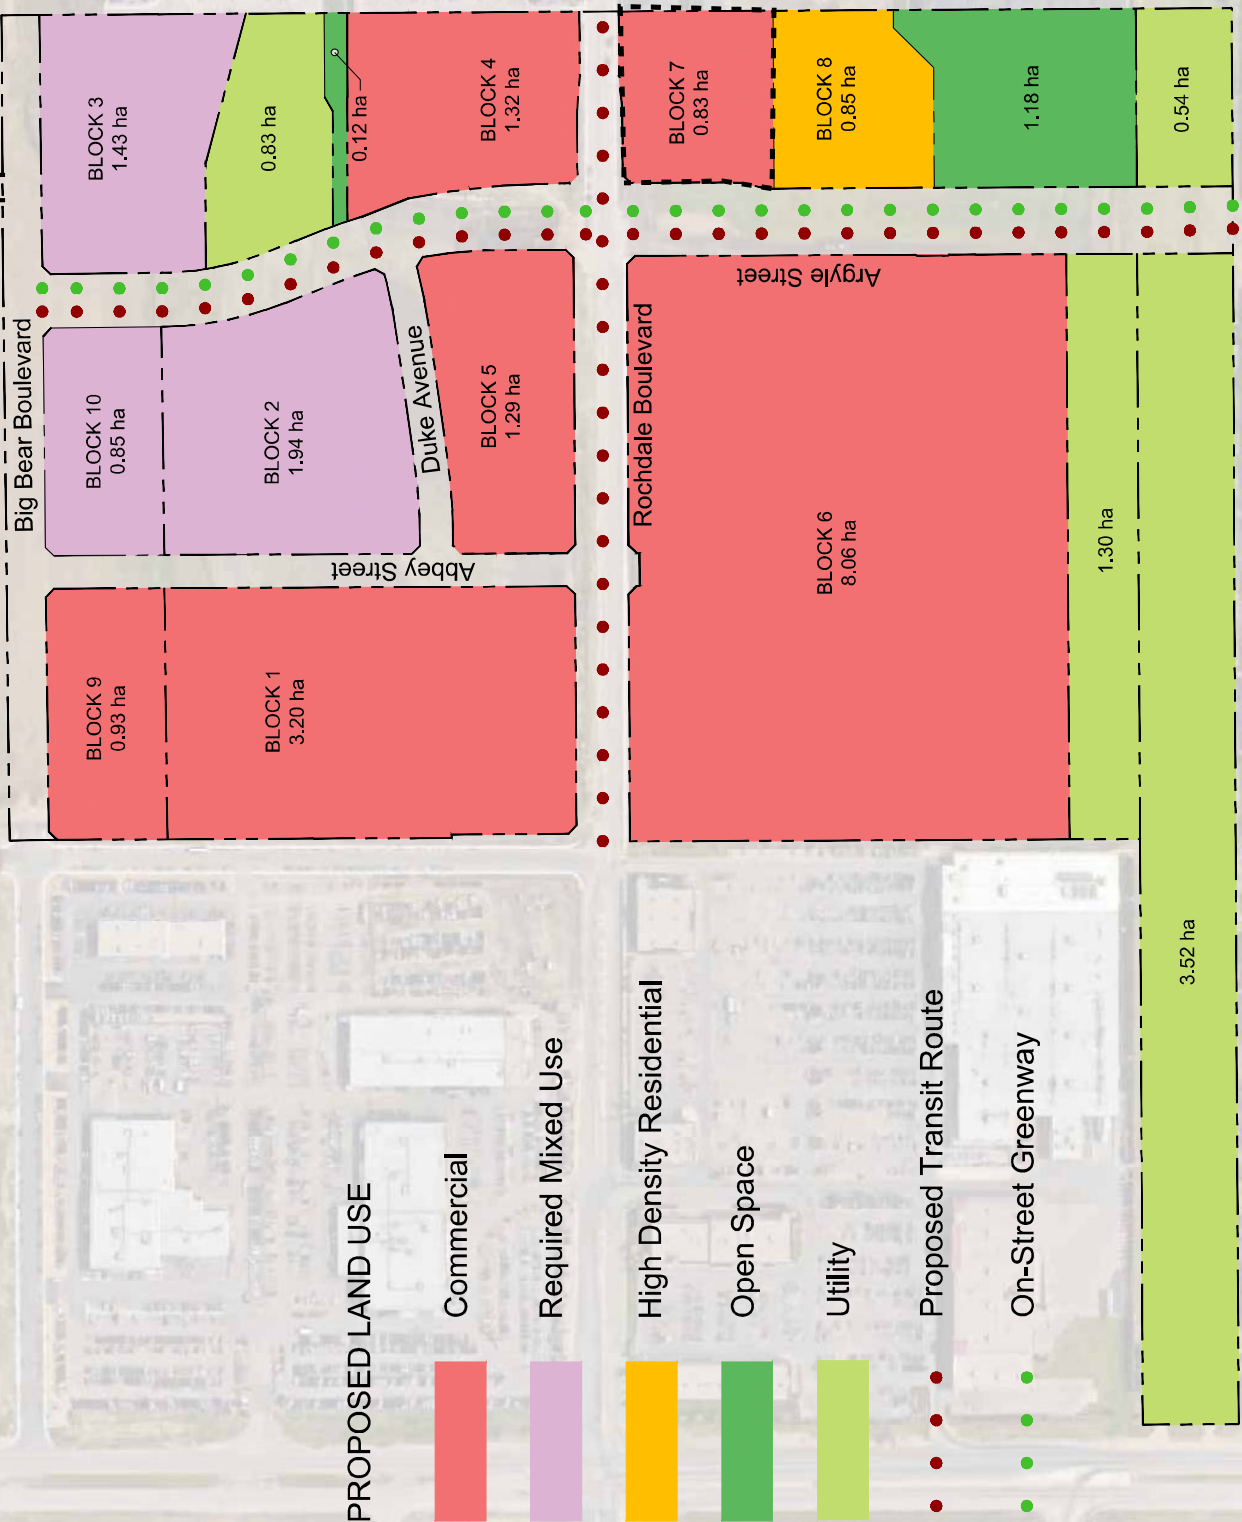 Big Bear Boulevard
BLOCK 9
0.93 ha
BLOCK 10
0.85 ha
BLOCK 3
1.43 ha
BLOCK 1
3.20 ha
BLOCK 2
1.94 ha
0.83 ha
0.12 ha
Abbey Street
Duke Avenue
BLOCK 5
1.29 ha
BLOCK 4
1.32 ha
Rochdale Boulevard
BLOCK 7
0.83 ha
BLOCK 6
8.06 ha
Argyle Street
BLOCK 8
0.85 ha
1.18 ha
1.30 ha
0.54 ha
3.52 ha
PROPOSED LAND USE
Commercial
Required Mixed Use
High Density Residential
Open Space
Utility
Proposed Transit Route
On-Street Greenway